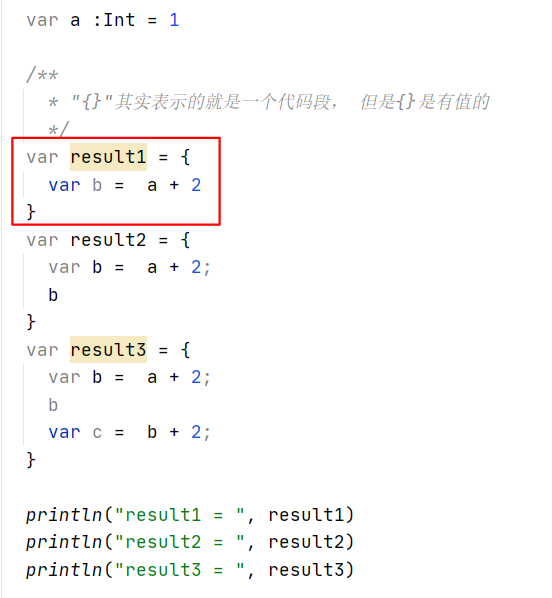 var a :Int = 1
/**
* "{}"其实表示的就是一个代码段， 但是{}是有值的
*/
var result1 = {
var b =  a + 2
}
var result2 = {
var b =  a + 2;
b
}
var result3 = {
var b =  a + 2;
b
var c =  b + 2;
}
println("result1 = ", result1)
println("result2 = ", result2)
println("result3 = ", result3)